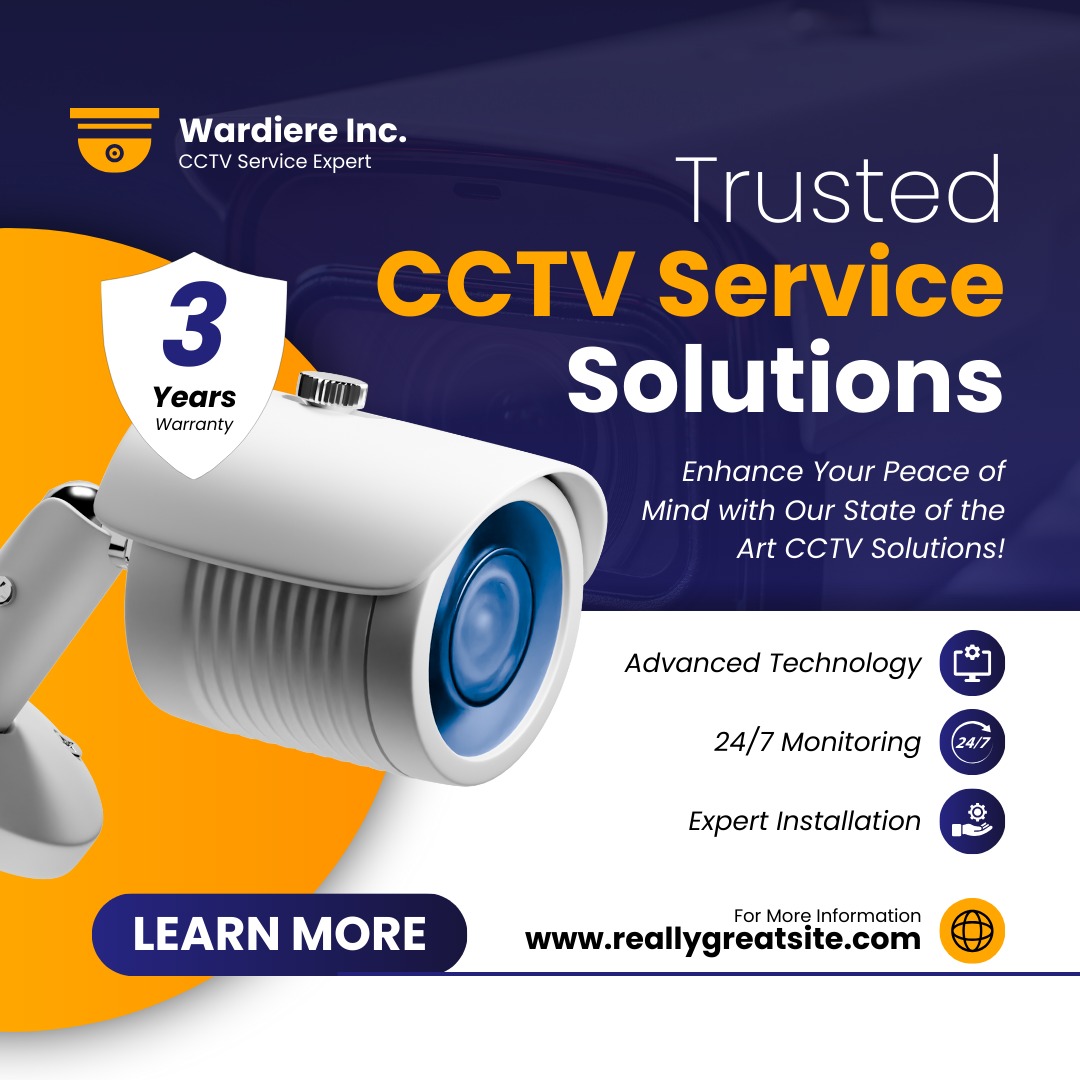 Wardiere Inc.
CCTV Service Expert
Trusted
CCTV Service
Solutions
3
Years
Warranty
Enhance Your Peace of
Mind with Our State of the
Art CCTV Solutions!
Advanced Technology
24/7 Monitoring
24/7
Expert Installation
LEARN MORE
For More Information
www.reallygreatsite.com